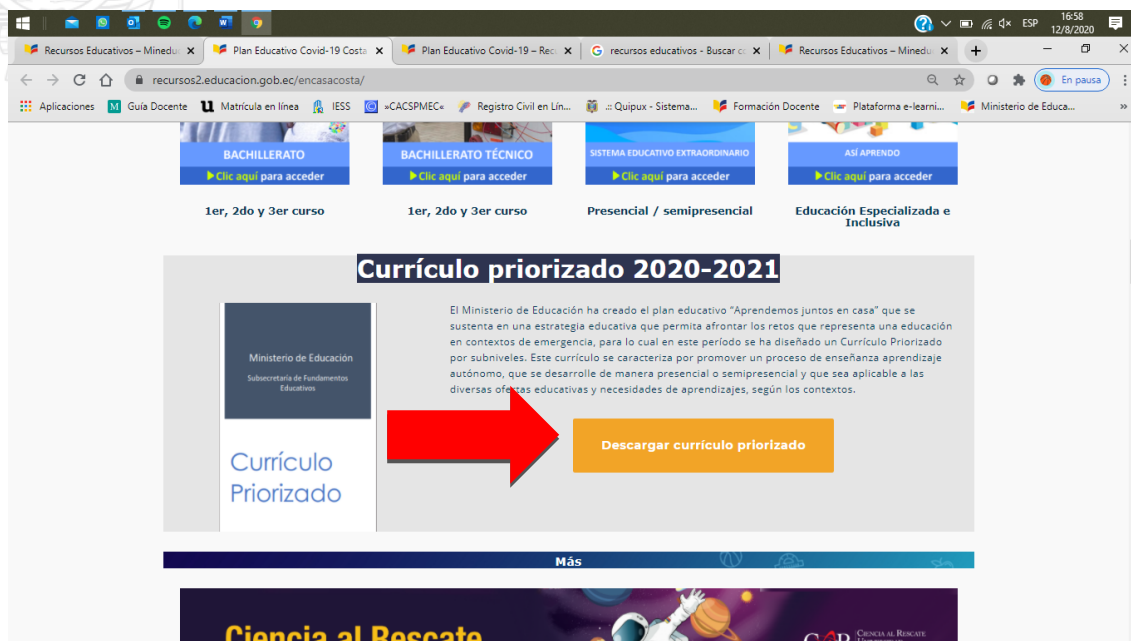 16:58
ESP
12/8/2020
Recursos Educativos – Minedu
Plan Educativo Covid-19 Costa
Plan Educativo Covid-19 – Rec
recursos educativos - Buscar c
Recursos Educativos – Minedu
recursos2.educacion.gob.ec/encasacosta/
En pausa
Aplicaciones
Guía Docente
Matrícula en línea
IESS
»CACSPMEC«
Registro Civil en Lín...
.:: Quipux - Sistema...
Formación Docente
Plataforma e-learni...
Ministerio de Educa...
BACHILLERATO
Clic aquí para acceder
BACHILLERATO TÉCNICO
Clic aquí para acceder
SISTEMA EDUCATIVO EXTRAORDINARIO
Clic aquí para acceder
ASÍ APRENDO
Clic aquí para acceder
1er, 2do y 3er curso
1er, 2do y 3er curso
Presencial / semipresencial
Educación Especializada e
Inclusiva
Currículo priorizado 2020-2021
Ministerio de Educación
Subsecretaría de Fundamentos
Educativos
Currículo
Priorizado
El Ministerio de Educación ha creado el plan educativo “Aprendemos juntos en casa” que se
sustenta en una estrategia educativa que permita afrontar los retos que representa una educación
en contextos de emergencia, para lo cual en este período se ha diseñado un Currículo Priorizado
por subniveles. Este currículo se caracteriza por promover un proceso de enseñanza aprendizaje
autónomo, que se desarrolle de manera presencial o semipresencial y que sea aplicable a las
diversas ofertas educativas y necesidades de aprendizajes, según los contextos.
Descargar currículo priorizado
Más
Ciencia al Rescate
CIENCIA AL RESCATE